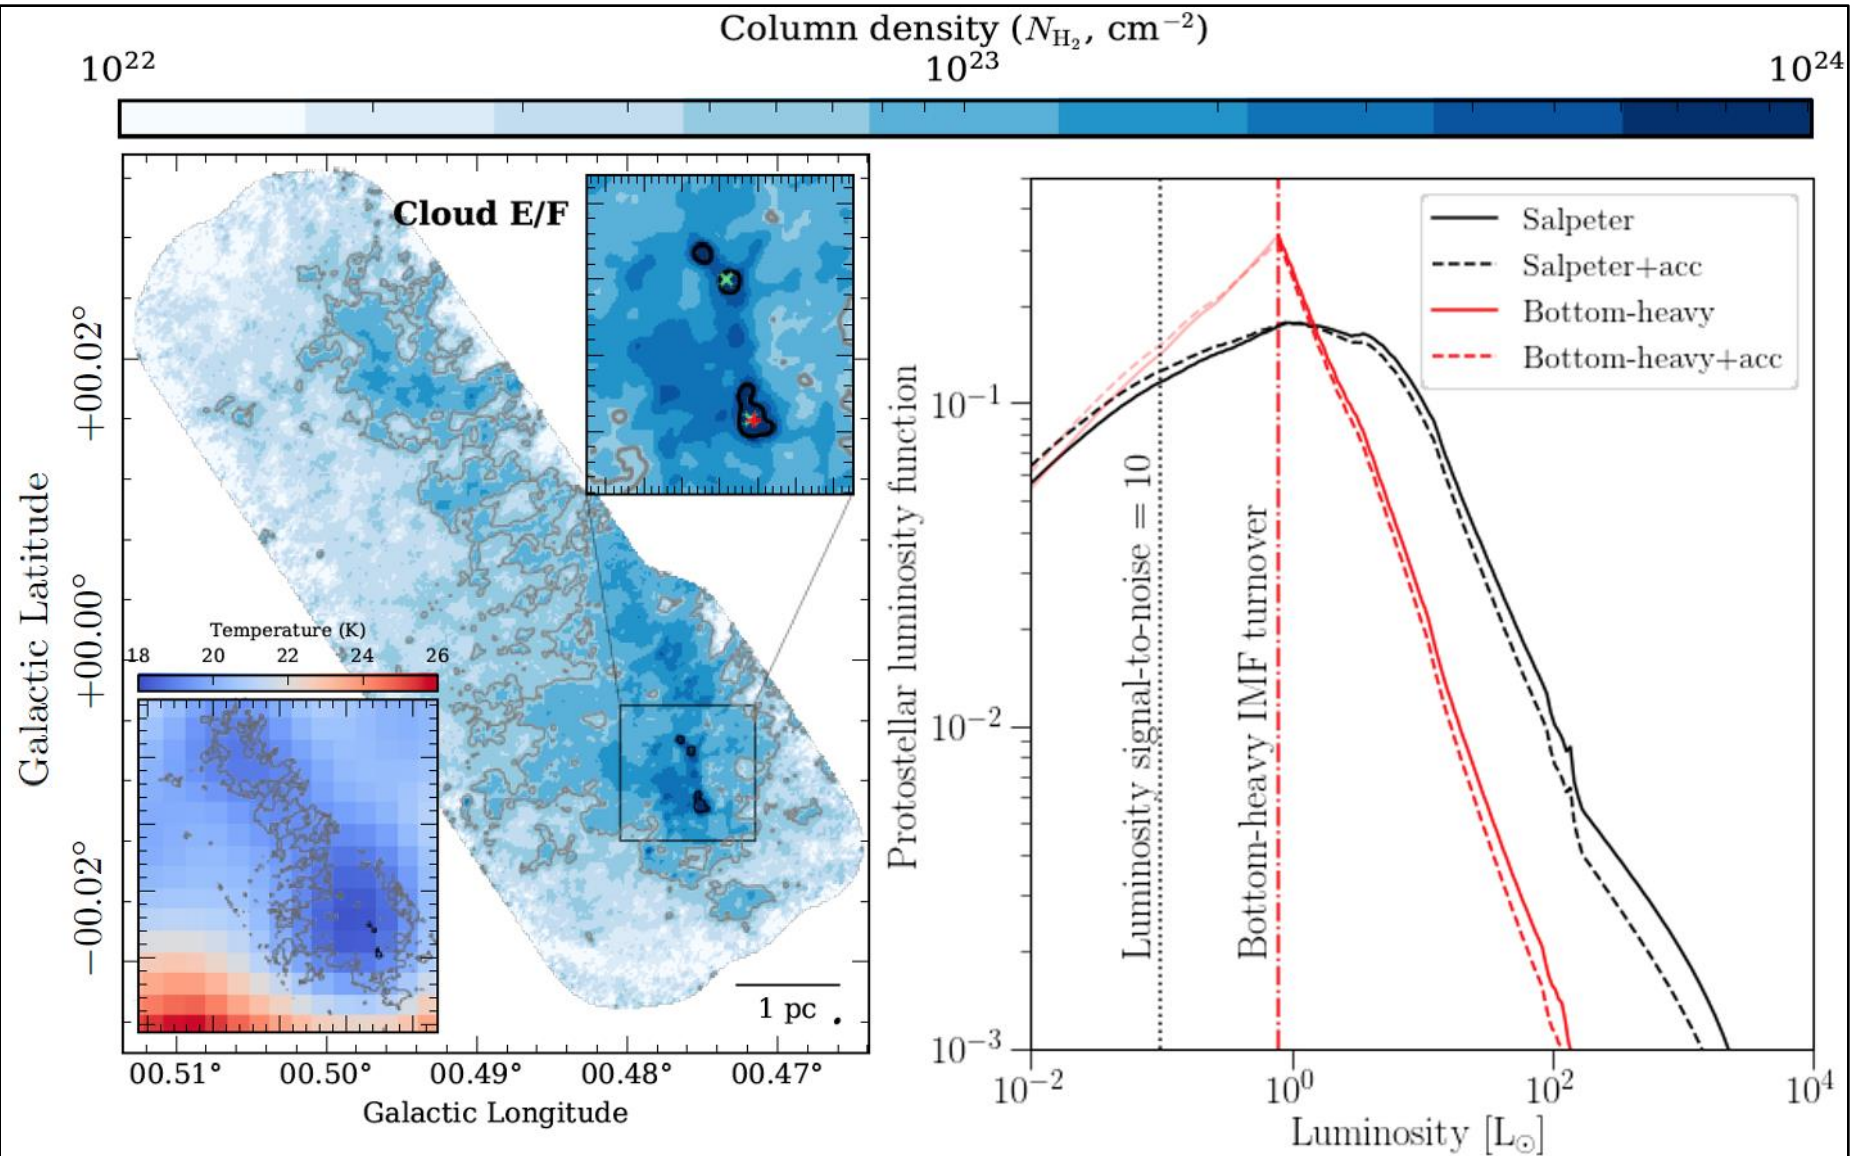 Column density (N_H₂, cm⁻²)
10²² 10²³ 10²⁴
Cloud E/F
Galactic Latitude
+00.02°
+00.00°
−00.02°
Temperature (K)
18 20 22 24 26
1 pc
00.51° 00.50° 00.49° 00.48° 00.47°
Galactic Longitude
Protostellar luminosity function
10⁻¹
10⁻²
10⁻³
Luminosity signal-to-noise = 10
Bottom-heavy IMF turnover
Salpeter
Salpeter+acc
Bottom-heavy
Bottom-heavy+acc
10⁻² 10⁰ 10² 10⁴
Luminosity [L⊙]